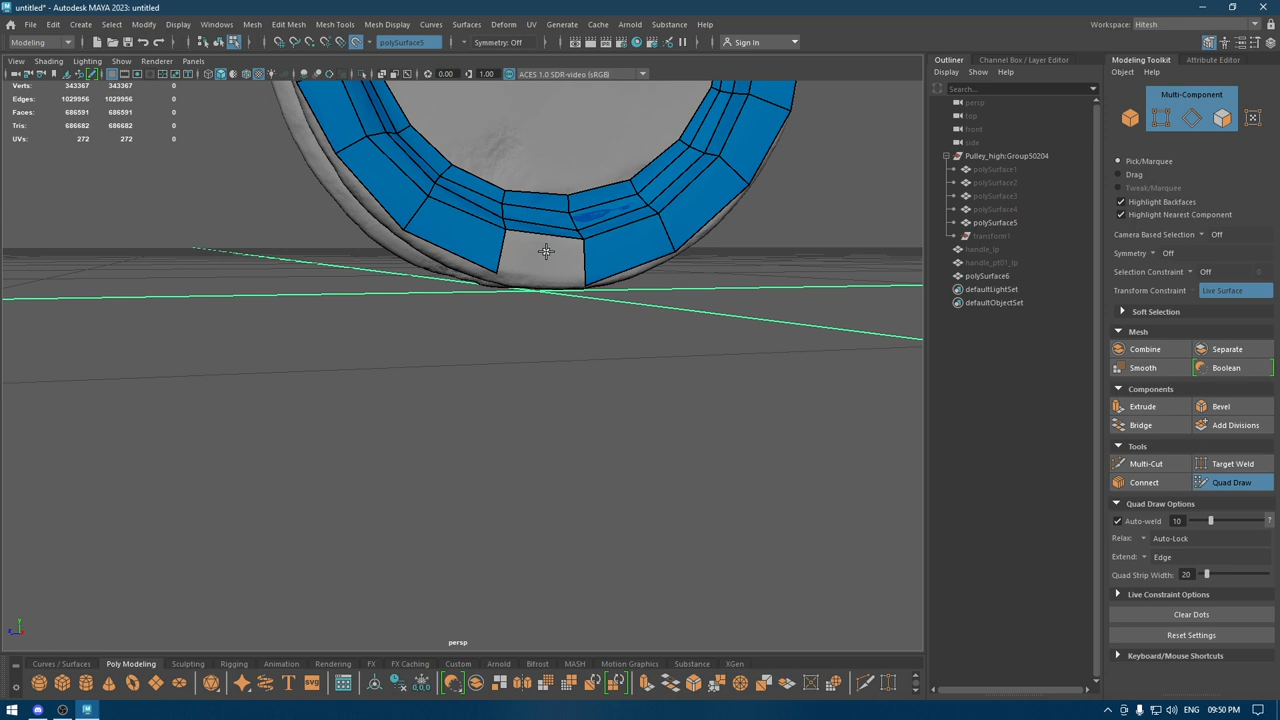 untitled* - Autodesk MAYA 2023: untitled
File Edit Create Select Modify Display Windows Mesh Edit Mesh Mesh Tools Mesh Display Curves Surfaces Deform UV Generate Cache Arnold Substance Help
Workspace: Hitesh
Modeling polySurface5 Symmetry: Off Sign In
View Shading Lighting Show Renderer Panels
0.00 1.00 ACES 1.0 SDR-video (sRGB)
Verts: 343367 343367 0
Edges: 1029956 1029956 0
Faces: 686591 686591 0
Tris: 686682 686682 0
UVs: 272 272 0
persp
Outliner Channel Box / Layer Editor
Display Show Help
Search...
persp
top
front
side
Pulley_high:Group50204
polySurface1
polySurface2
polySurface3
polySurface4
polySurface5
transform1
handle_lp
handle_pt01_lp
polySurface6
defaultLightSet
defaultObjectSet
Modeling Toolkit Attribute Editor
Object Help
Multi-Component
Pick/Marquee
Drag
Tweak/Marquee
Highlight Backfaces
Highlight Nearest Component
Camera Based Selection Off
Symmetry Off
Selection Constraint Off 0
Transform Constraint Live Surface
Soft Selection
Mesh
Combine Separate
Smooth Boolean
Components
Extrude Bevel
Bridge Add Divisions
Tools
Multi-Cut Target Weld
Connect Quad Draw
Quad Draw Options
Auto-weld 10 ?
Relax: Auto-Lock
Extend: Edge
Quad Strip Width: 20
Live Constraint Options
Clear Dots
Reset Settings
Keyboard/Mouse Shortcuts
Curves / Surfaces Poly Modeling Sculpting Rigging Animation Rendering FX FX Caching Custom Arnold Bifrost MASH Motion Graphics Substance XGen
T SVG 0,0,0
ENG 09:50 PM